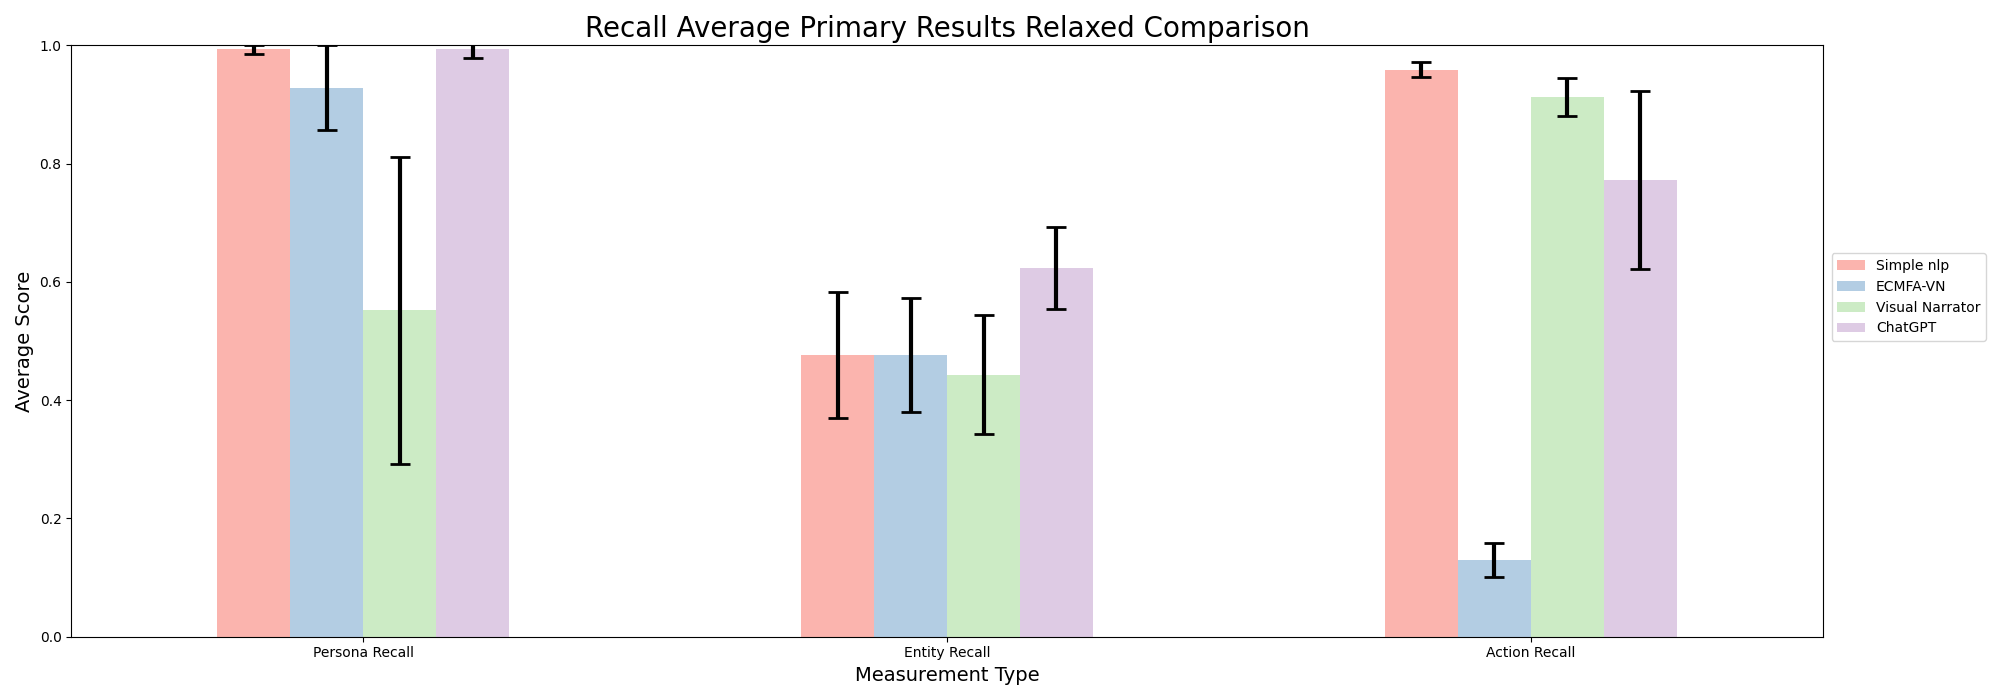 Recall Average Primary Results Relaxed Comparison
Average Score
1.0
0.8
0.6
0.4
0.2
0.0
Persona Recall
Entity Recall
Action Recall
Measurement Type
Simple nlp
ECMFA-VN
Visual Narrator
ChatGPT